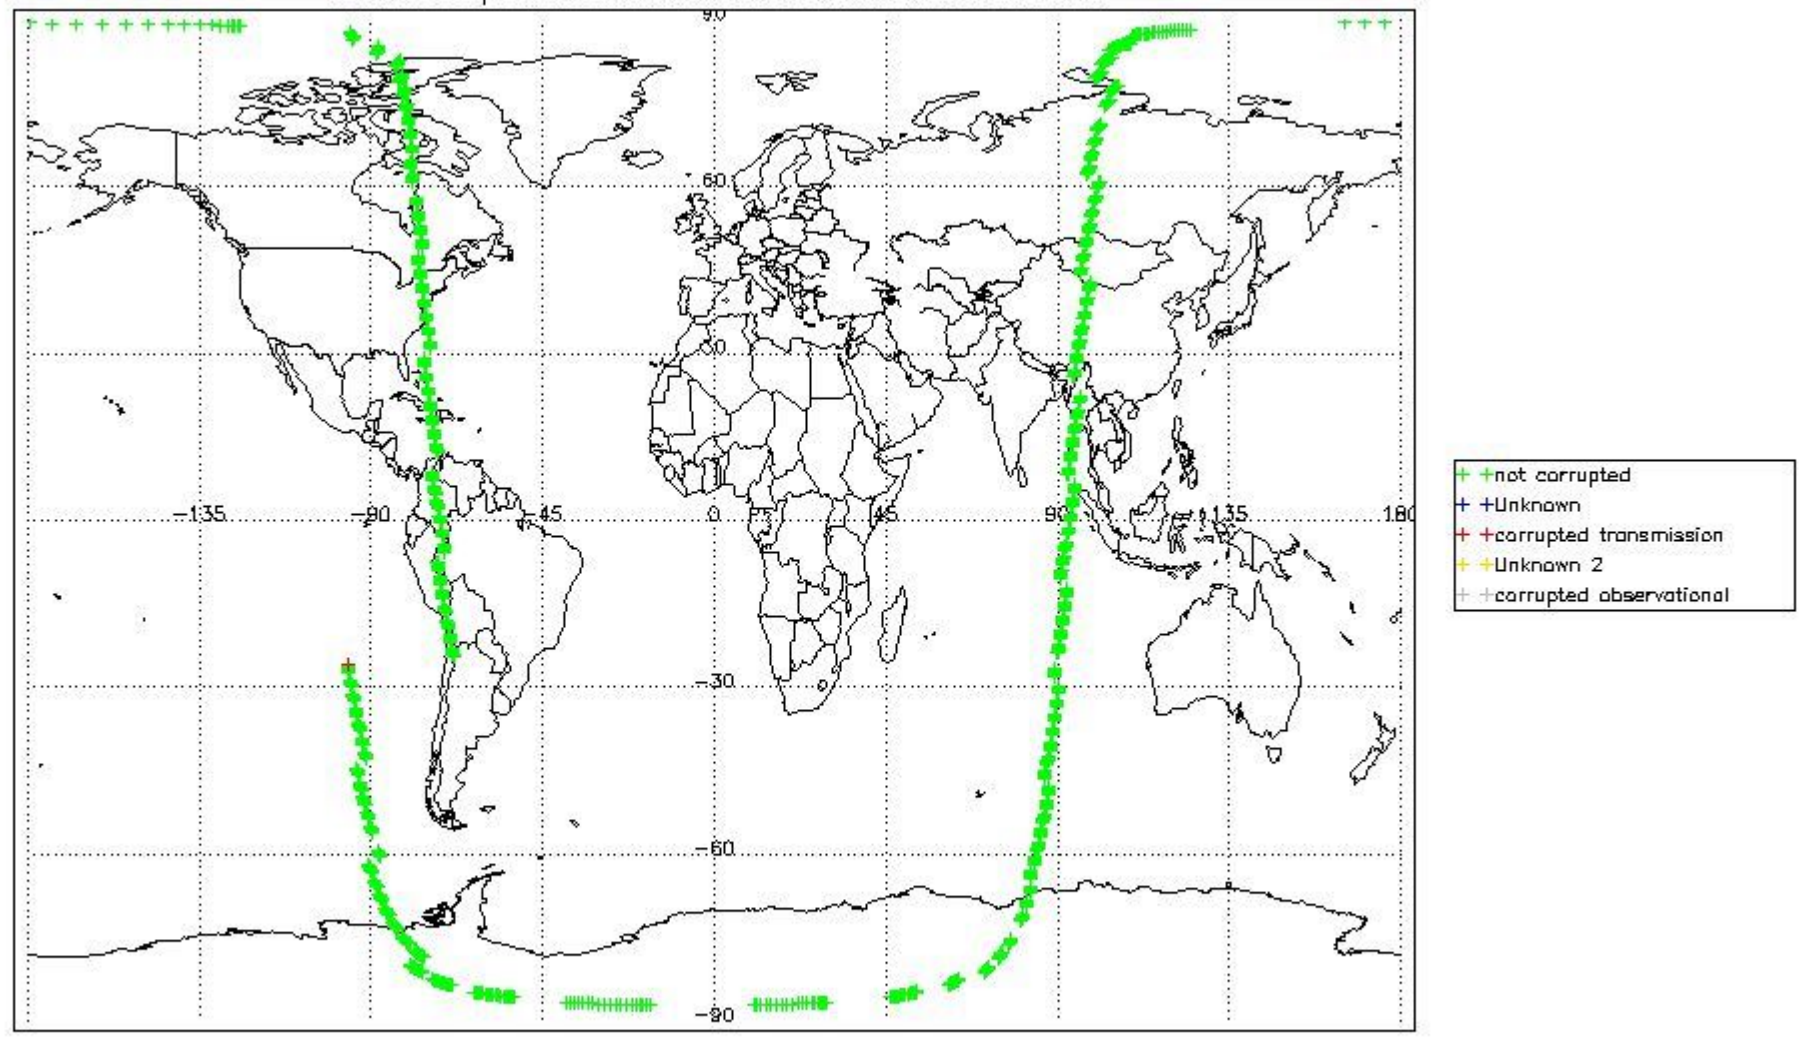 90
60
30
-135 -90 -45 0 45 90 135 180
-30
-60
-90
+ +not corrupted
+ +Unknown
+ +corrupted transmission
+ +Unknown 2
+ +corrupted observational